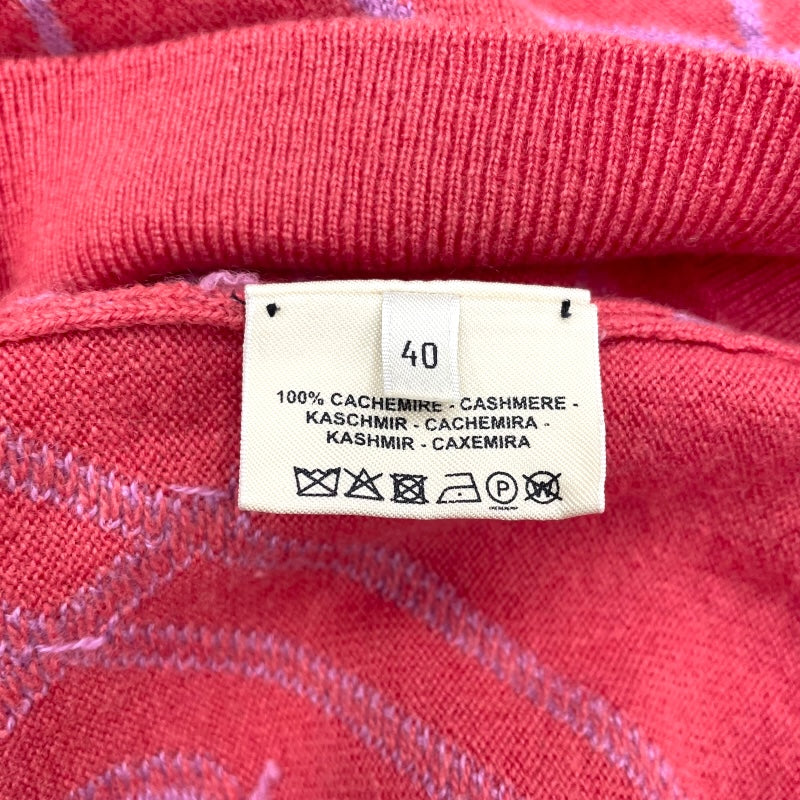 40
100% CACHEMIRE - CASHMERE -
KASCHMIR - CACHEMIRA -
KASHMIR - CAXEMIRA
P W